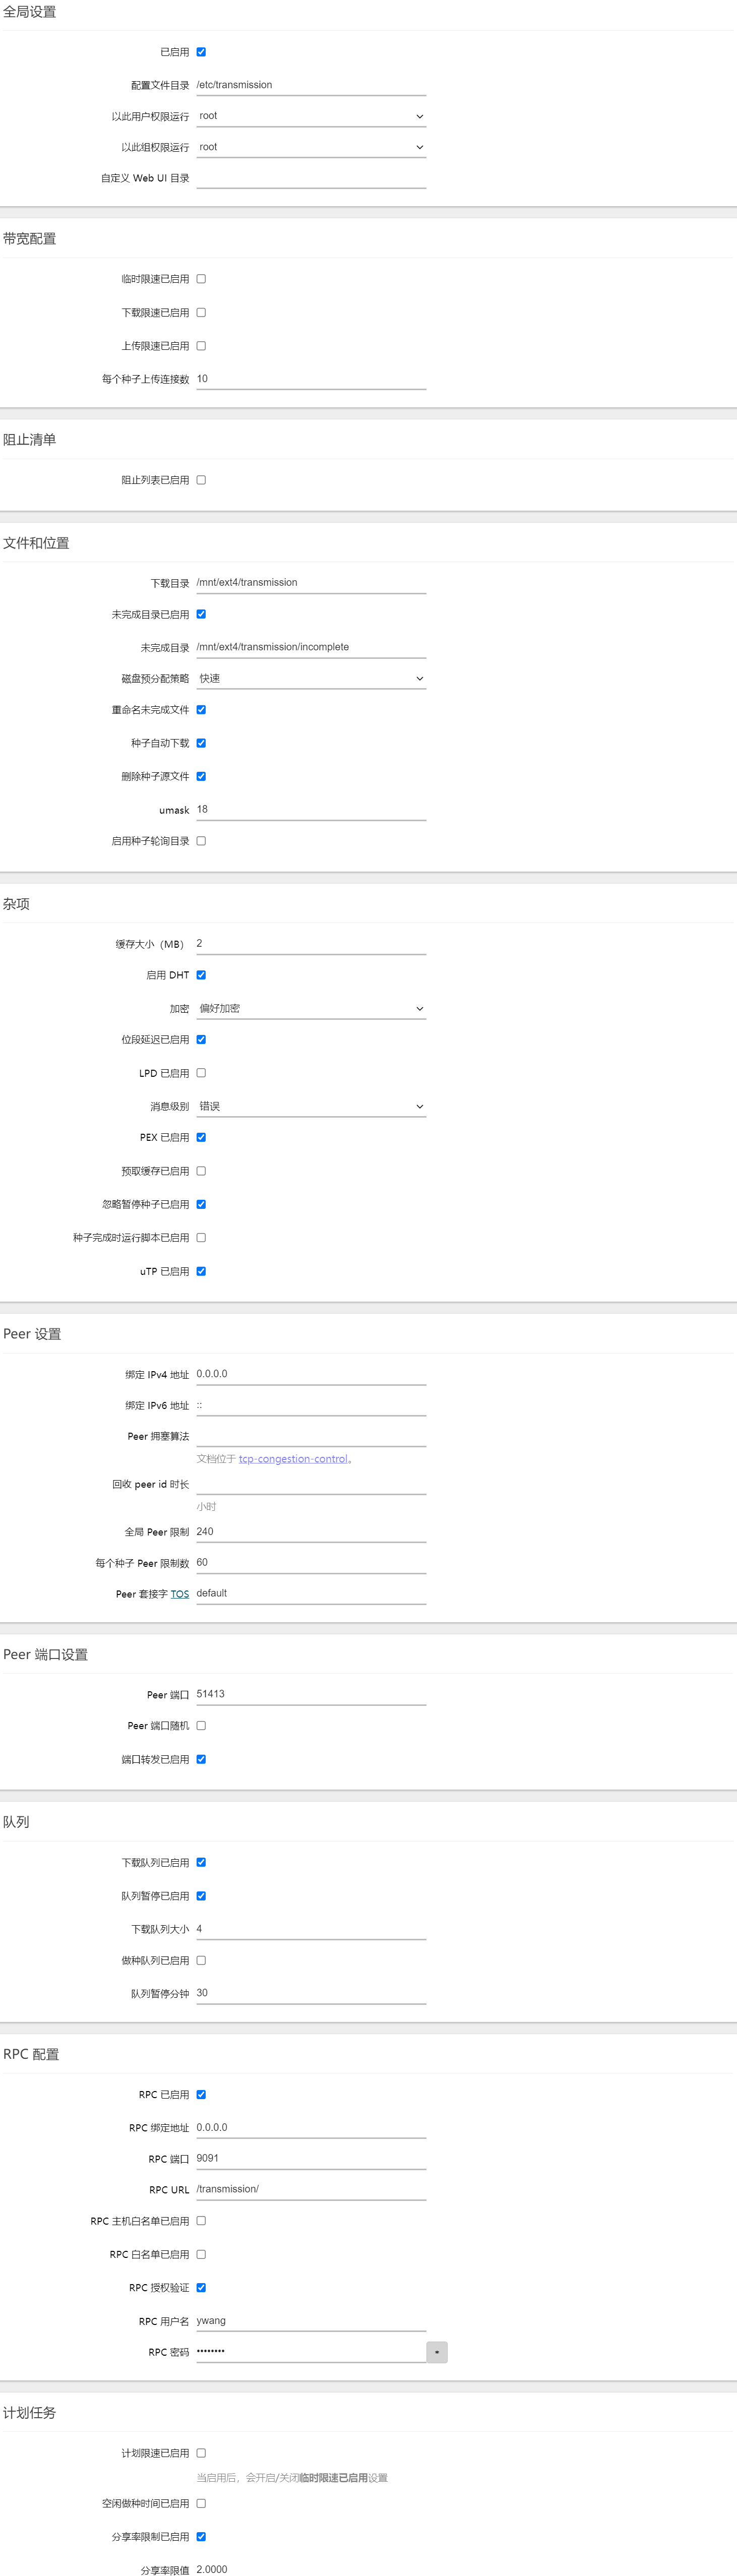 全局设置
已启用
配置文件目录 /etc/transmission
以此用户权限运行 root
以此组权限运行 root
自定义 Web UI 目录
带宽配置
临时限速已启用
下载限速已启用
上传限速已启用
每个种子上传连接数 10
阻止清单
阻止列表已启用
文件和位置
下载目录 /mnt/ext4/transmission
未完成目录已启用
未完成目录 /mnt/ext4/transmission/incomplete
磁盘预分配策略 快速
重命名未完成文件
种子自动下载
删除种子源文件
umask 18
启用种子轮询目录
杂项
缓存大小（MB） 2
启用 DHT
加密 偏好加密
位段延迟已启用
LPD 已启用
消息级别 错误
PEX 已启用
预取缓存已启用
忽略暂停种子已启用
种子完成时运行脚本已启用
uTP 已启用
Peer 设置
绑定 IPv4 地址 0.0.0.0
绑定 IPv6 地址 ::
Peer 拥塞算法
文档位于 tcp-congestion-control。
回收 peer id 时长
小时
全局 Peer 限制 240
每个种子 Peer 限制数 60
Peer 套接字 TOS default
Peer 端口设置
Peer 端口 51413
Peer 端口随机
端口转发已启用
队列
下载队列已启用
队列暂停已启用
下载队列大小 4
做种队列已启用
队列暂停分钟 30
RPC 配置
RPC 已启用
RPC 绑定地址 0.0.0.0
RPC 端口 9091
RPC URL /transmission/
RPC 主机白名单已启用
RPC 白名单已启用
RPC 授权验证
RPC 用户名 ywang
RPC 密码 •••••••• *
计划任务
计划限速已启用
当启用后，会开启/关闭临时限速已启用设置
空闲做种时间已启用
分享率限制已启用
分享率限值 2.0000